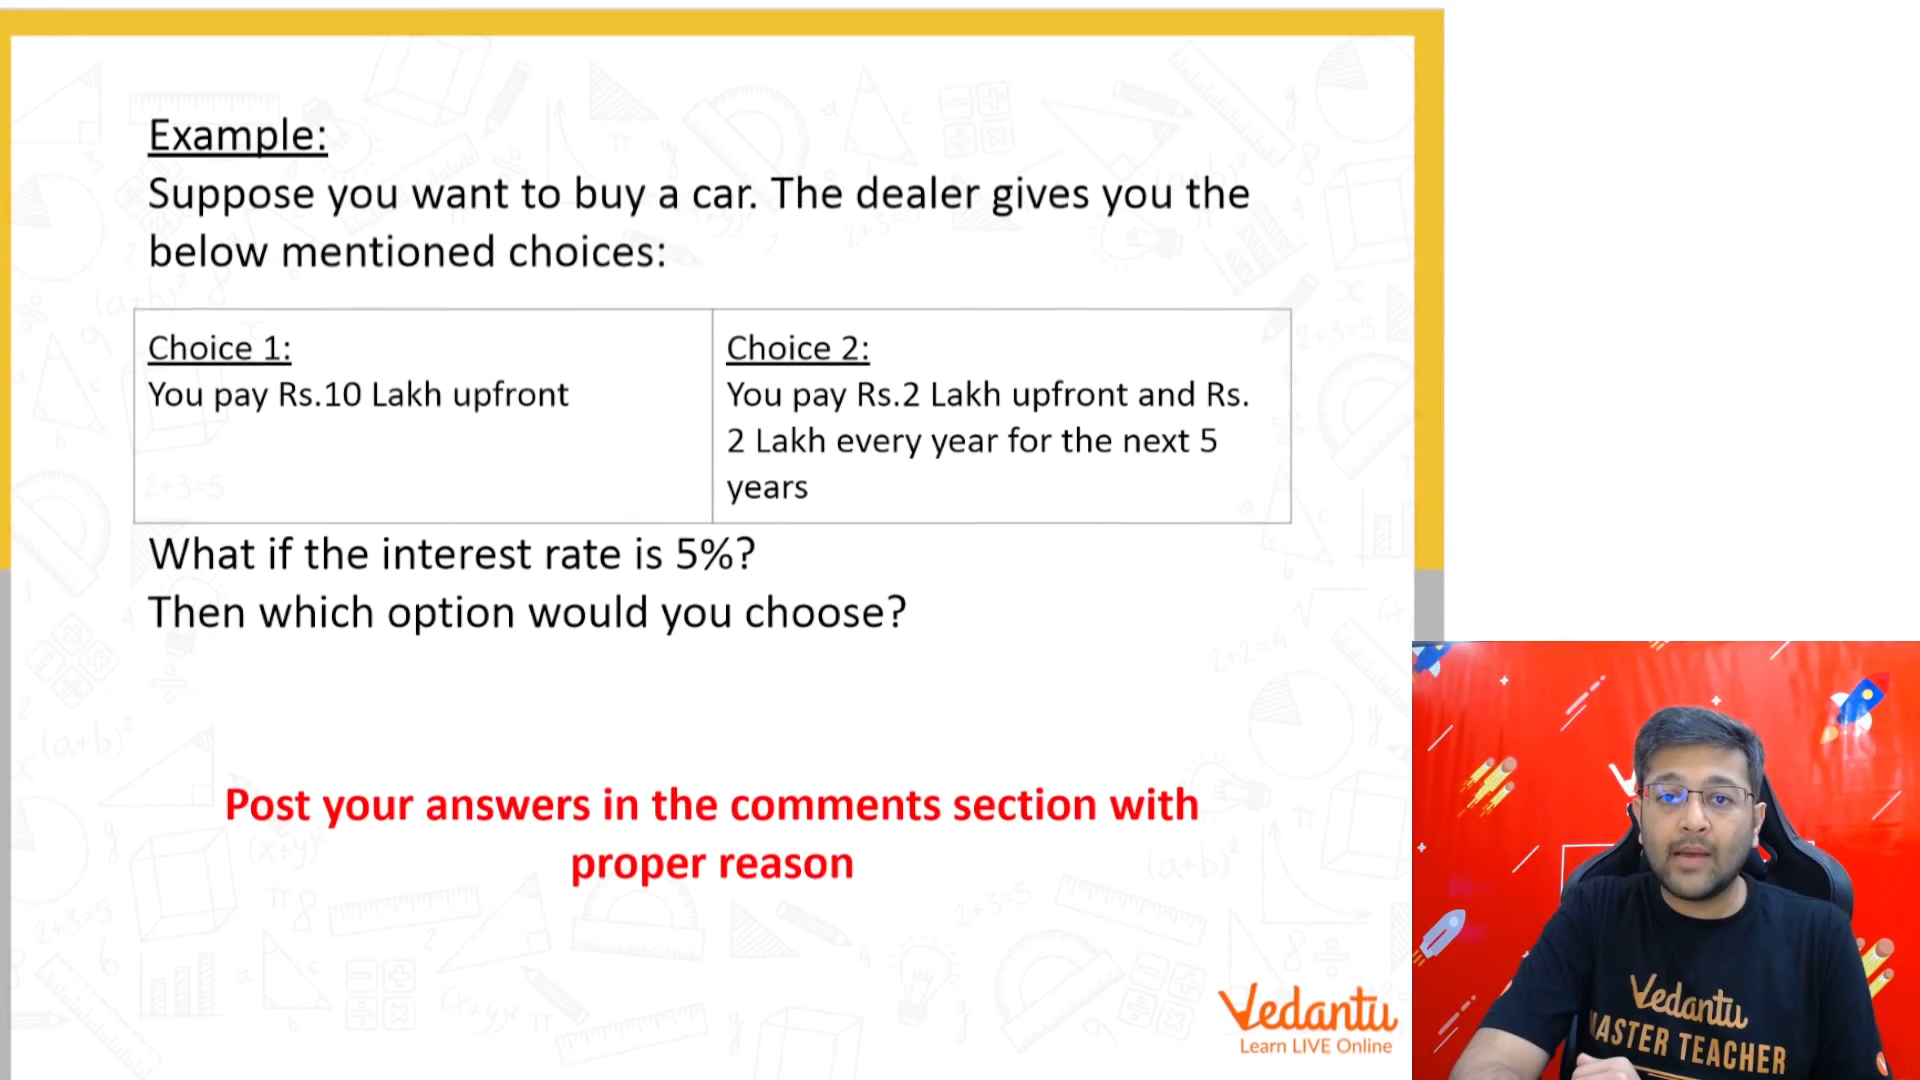 Example:
Suppose you want to buy a car. The dealer gives you the
below mentioned choices:
Choice 1:
You pay Rs.10 Lakh upfront
Choice 2:
You pay Rs.2 Lakh upfront and Rs.
2 Lakh every year for the next 5
years
What if the interest rate is 5%?
Then which option would you choose?
Post your answers in the comments section with
proper reason
Vedantu
Learn LIVE Online
Vedantu
MASTER TEACHER